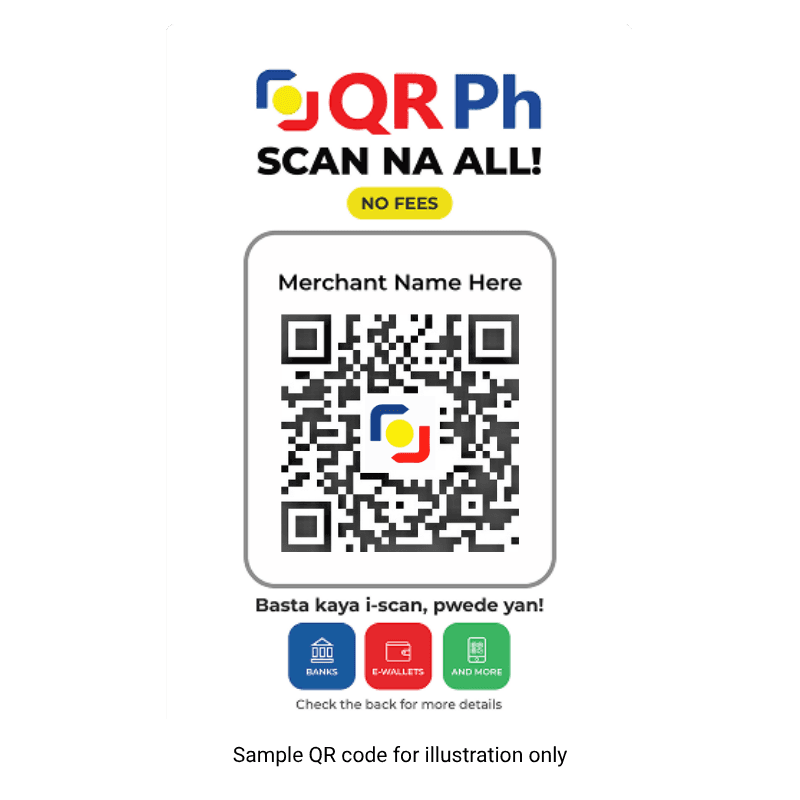 QR Ph
SCAN NA ALL!
NO FEES
Merchant Name Here
Basta kaya i-scan, pwede yan!
BANKS
E-WALLETS
AND MORE
Check the back for more details
Sample QR code for illustration only